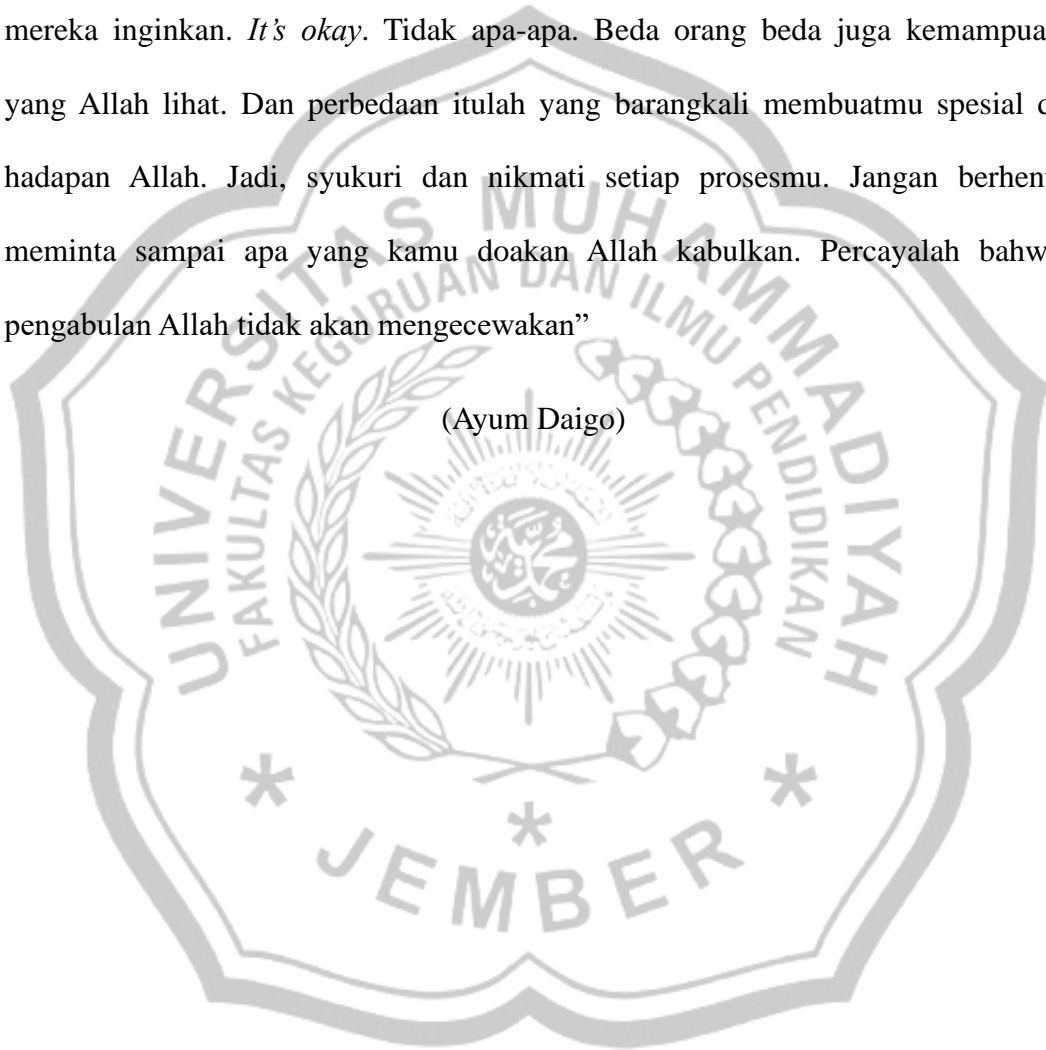 mereka inginkan. It's okay. Tidak apa-apa. Beda orang beda juga kemampua
yang Allah lihat. Dan perbedaan itulah yang barangkali membuatmu spesial d
hadapan Allah. Jadi, syukuri dan nikmati setiap prosesmu. Jangan berhent
meminta sampai apa yang kamu doakan Allah kabulkan. Percayalah bahw
pengabulan Allah tidak akan mengecewakan”
(Ayum Daigo)
UNIVERSITAS MUHAMMADIYAH
FAKULTAS KEGURUAN DAN ILMU PENDIDIKAN
JEMBER